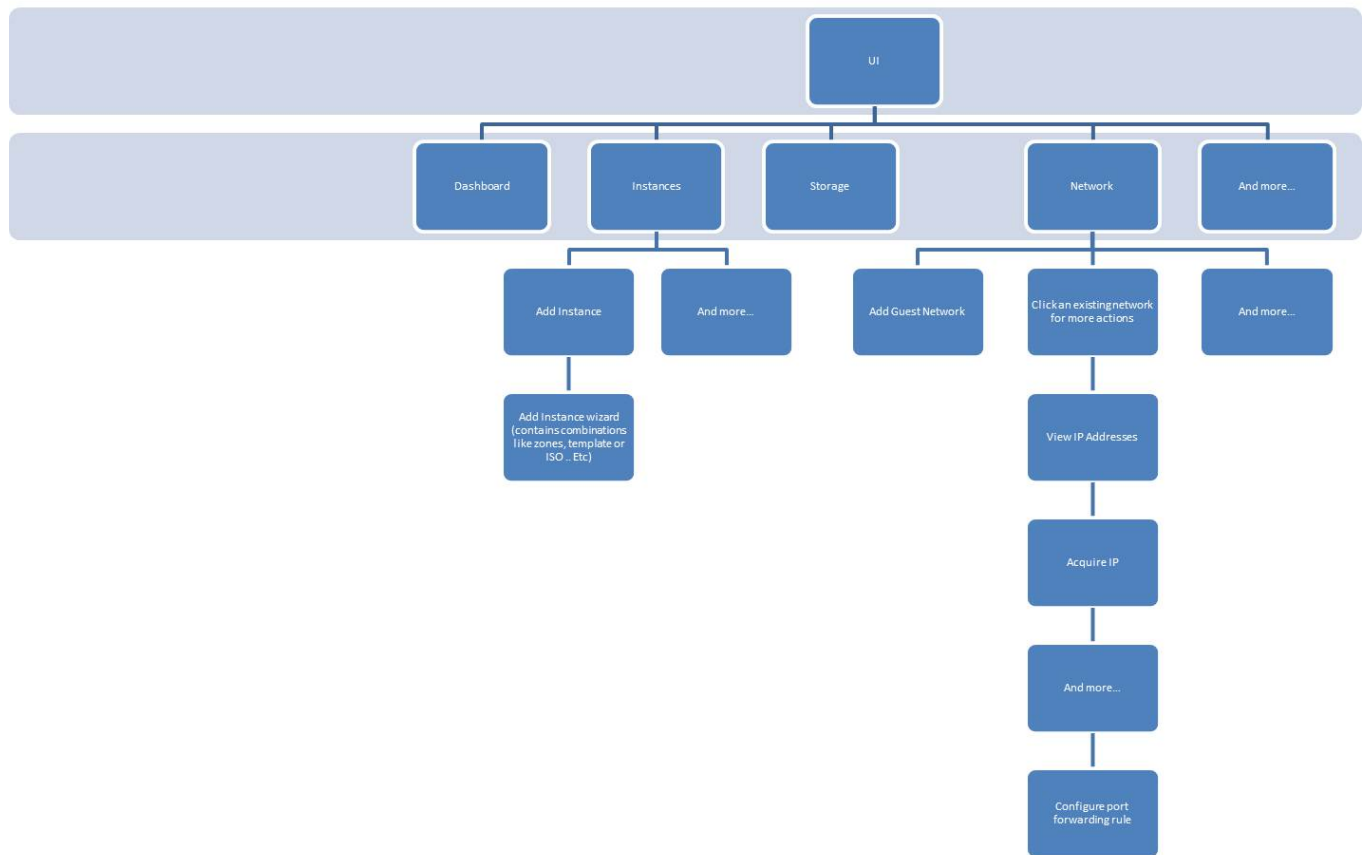 UI
Dashboard
Instances
Storage
Network
And more...
Add Instance
And more...
Add Guest Network
Click an existing network
for more actions
And more...
Add Instance wizard
(contains combinations
like zones, template or
ISO .. Etc)
View IP Addresses
Acquire IP
And more...
Configure port
forwarding rule